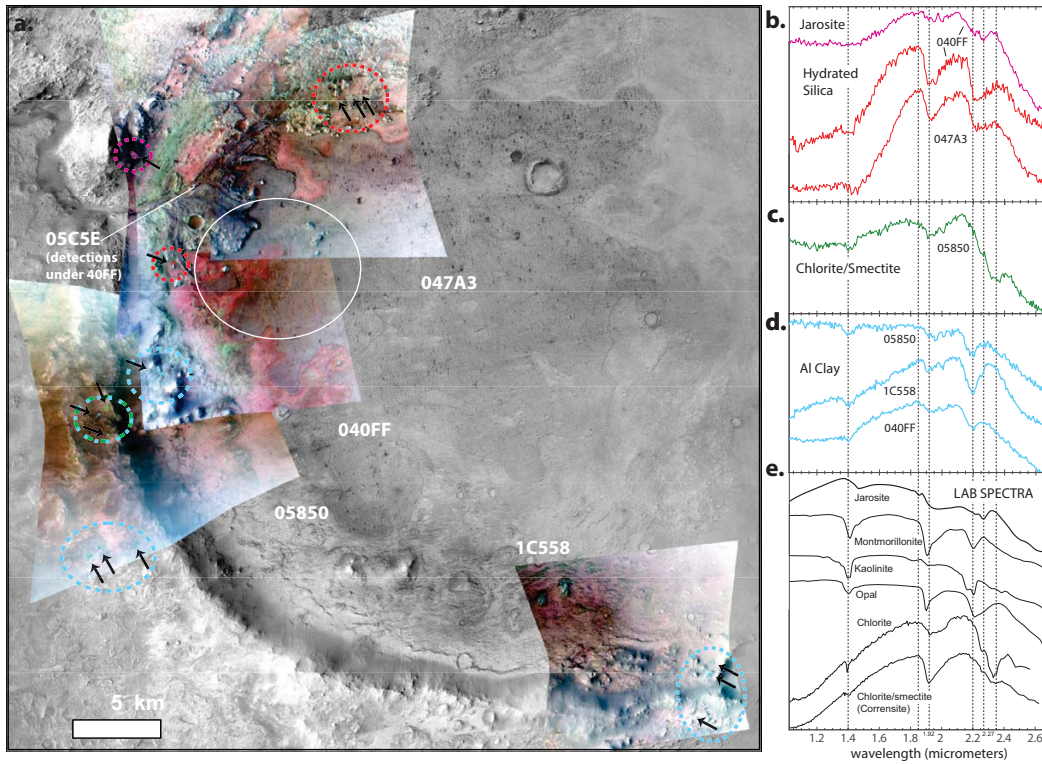 a.
05C5E
(detections
under 40FF)
047A3
040FF
05850
1C558
5 km
b.
Jarosite
040FF
Hydrated
Silica
047A3
c.
05850
Chlorite/Smectite
d.
05850
Al Clay
1C558
040FF
e.
LAB SPECTRA
Jarosite
Montmorillonite
Kaolinite
Opal
Chlorite
Chlorite/smectite
(Corrensite)
1.2 1.4 1.6 1.8 1.92 2 2.2 2.27 2.4 2.6
wavelength (micrometers)